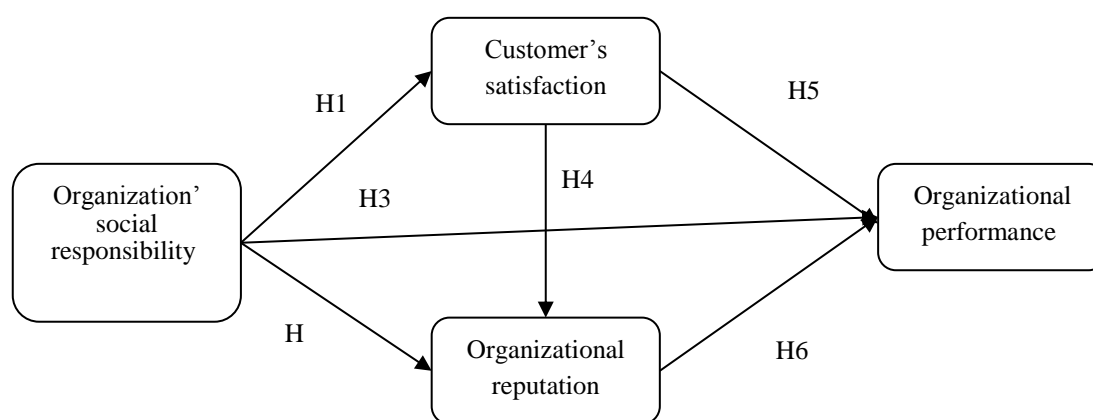 Customer’s
satisfaction
H1
H5
Organization’
social
responsibility
H3
H4
Organizational
performance
H
Organizational
reputation
H6